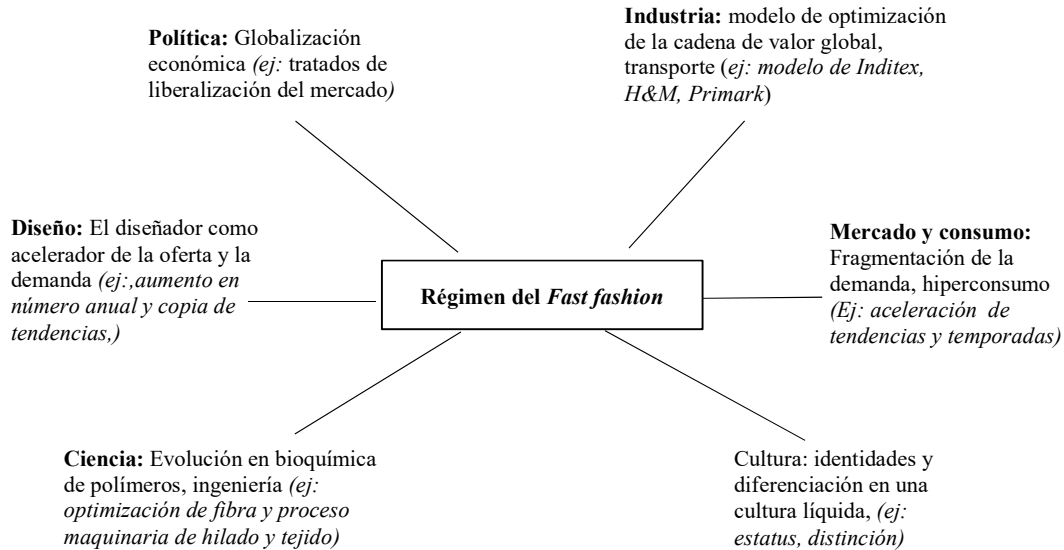 Política: Globalización
económica (ej: tratados de
liberalización del mercado)
Industria: modelo de optimización
de la cadena de valor global,
transporte (ej: modelo de Inditex,
H&M, Primark)
Diseño: El diseñador como
acelerador de la oferta y la
demanda (ej:,aumento en
número anual y copia de
tendencias,)
Régimen del Fast fashion
Mercado y consumo:
Fragmentación de la
demanda, hiperconsumo
(Ej: aceleración de
tendencias y temporadas)
Ciencia: Evolución en bioquímica
de polímeros, ingeniería (ej:
optimización de fibra y proceso
maquinaria de hilado y tejido)
Cultura: identidades y
diferenciación en una
cultura líquida, (ej:
estatus, distinción)